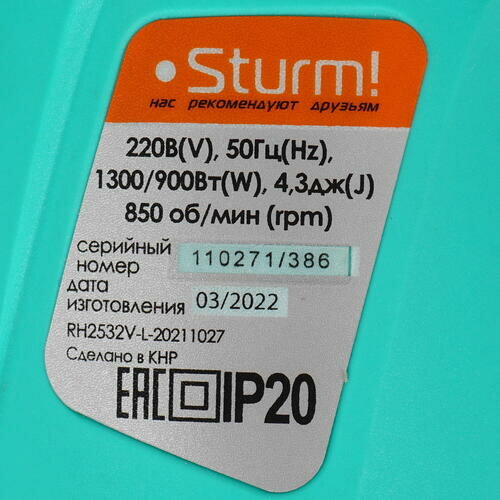 Sturm!
нас рекомендуют друзьям
220В(V), 50Гц(Hz),
1300/900Вт(W), 4,3дж(J)
850 об/мин (rpm)
серийный номер 110271/386
дата изготовления 03/2022
RH2532V-L-20211027
Сделано в КНР
EAC IP20